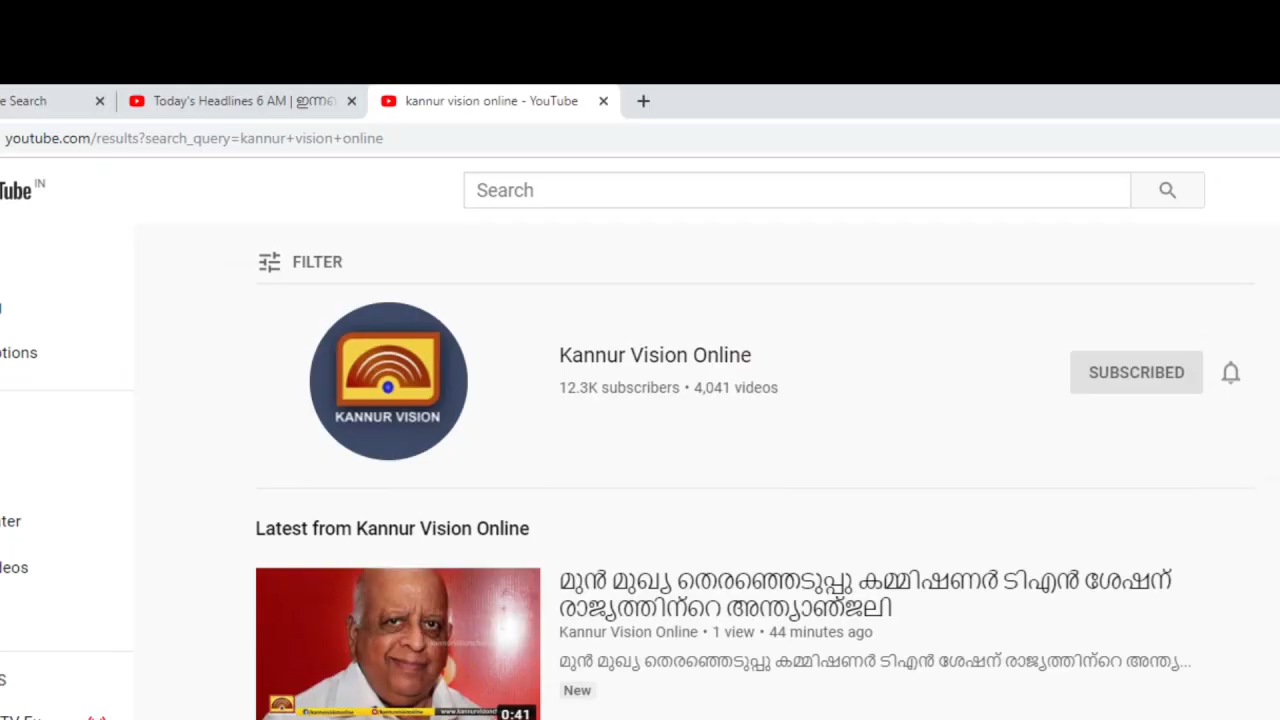 e Search
Today's Headlines 6 AM | ഇന്നത്
kannur vision online - YouTube
youtube.com/results?search_query=kannur+vision+online
Tube IN
Search
FILTER
KANNUR VISION
Kannur Vision Online
12.3K subscribers • 4,041 videos
SUBSCRIBED
otions
ter
leos
S
Latest from Kannur Vision Online
മുൻ മുഖ്യ തെരഞ്ഞെടുപ്പു കമ്മിഷണർ ടിഎൻ ശേഷന്
രാജ്യത്തിന്റെ അന്ത്യാഞ്ജലി
Kannur Vision Online • 1 view • 44 minutes ago
മുൻ മുഖ്യ തെരഞ്ഞെടുപ്പു കമ്മിഷണർ ടിഎൻ ശേഷന് രാജ്യത്തിന്റെ അന്ത്യ...
New
0:41